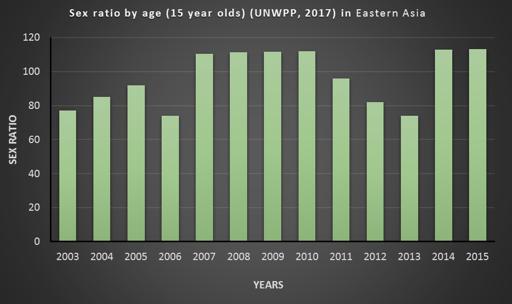 Sex ratio by age (15 year olds) (UNWPP, 2017) in Eastern Asia
120
100
80
60
40
20
0
SEX RATIO
2003 2004 2005 2006 2007 2008 2009 2010 2011 2012 2013 2014 2015
YEARS